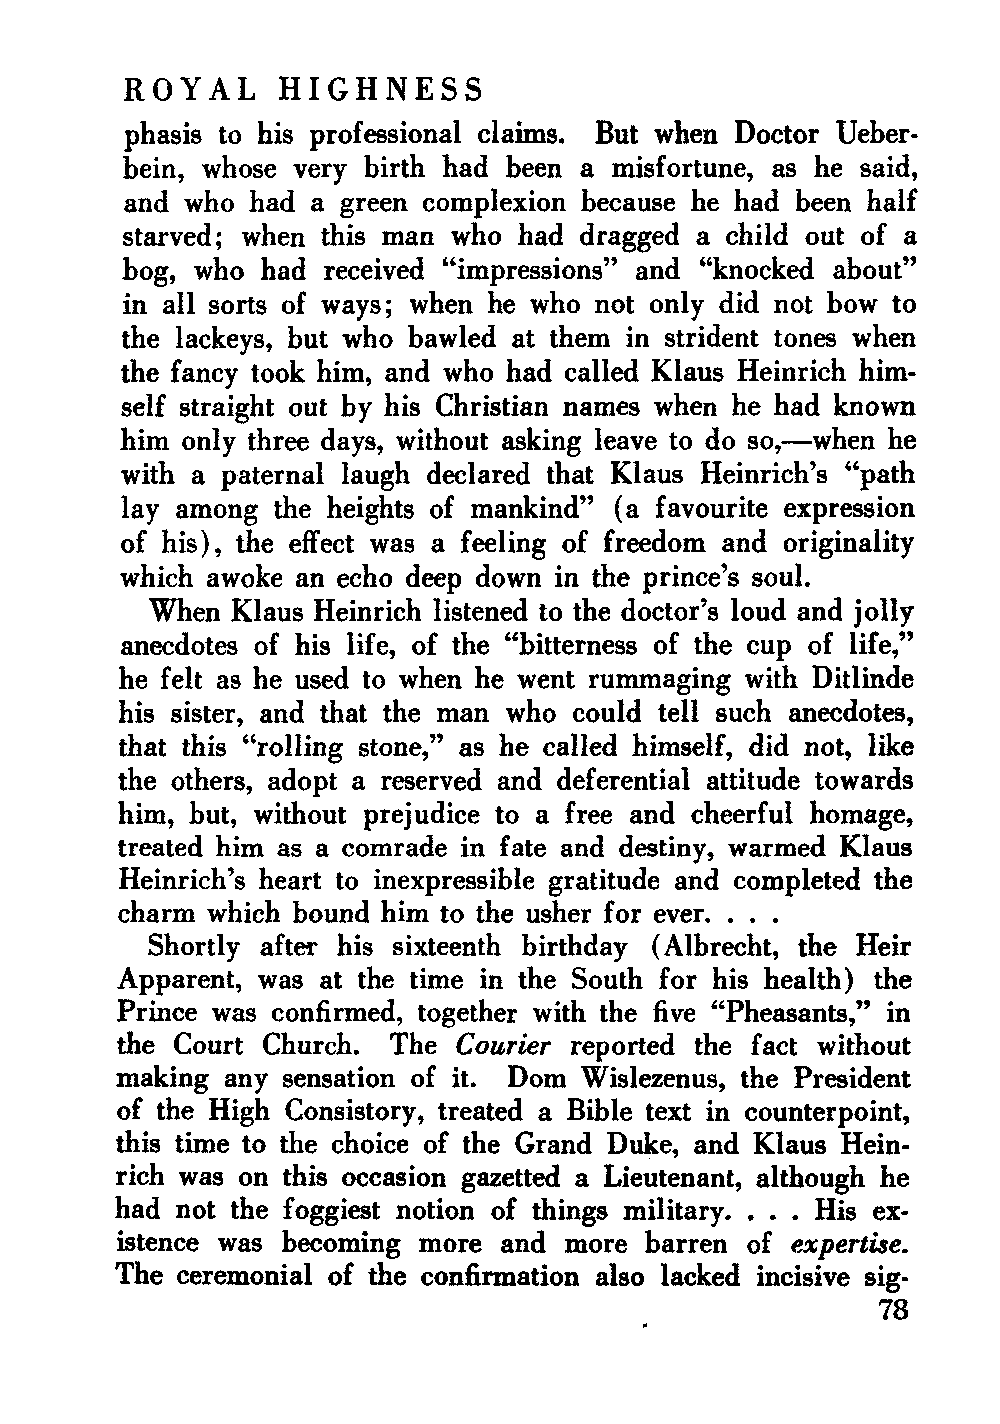 ROYAL HIGHNESS
phasis to his professional claims. But when Doctor Ueber-
bein, whose very birth had been a misfortune, as he said,
and who had a green complexion because he had been half
starved; when this man who had dragged a child out of a
bog, who had received “impressions” and “knocked about”
in all sorts of ways; when he who not only did not bow to
the lackeys, but who bawled at them in strident tones when
the fancy took him, and who had called Klaus Heinrich him-
self straight out by his Christian names when he had known
him only three days, without asking leave to do so,—when he
with a paternal laugh declared that Klaus Heinrich’s “path
lay among the heights of mankind” (a favourite expression
of his), the effect was a feeling of freedom and originality
which awoke an echo deep down in the prince’s soul.
When Klaus Heinrich listened to the doctor’s loud and jolly
anecdotes of his life, of the “bitterness of the cup of life,”
he felt as he used to when he went rummaging with Ditlinde
his sister, and that the man who could tell such anecdotes,
that this “rolling stone,” as he called himself, did not, like
the others, adopt a reserved and deferential attitude towards
him, but, without prejudice to a free and cheerful homage,
treated him as a comrade in fate and destiny, warmed Klaus
Heinrich’s heart to inexpressible gratitude and completed the
charm which bound him to the usher for ever. . . .
Shortly after his sixteenth birthday (Albrecht, the Heir
Apparent, was at the time in the South for his health) the
Prince was confirmed, together with the five “Pheasants,” in
the Court Church. The Courier reported the fact without
making any sensation of it. Dom Wislezenus, the President
of the High Consistory, treated a Bible text in counterpoint,
this time to the choice of the Grand Duke, and Klaus Hein-
rich was on this occasion gazetted a Lieutenant, although he
had not the foggiest notion of things military. . . . His ex-
istence was becoming more and more barren of expertise.
The ceremonial of the confirmation also lacked incisive sig-
78